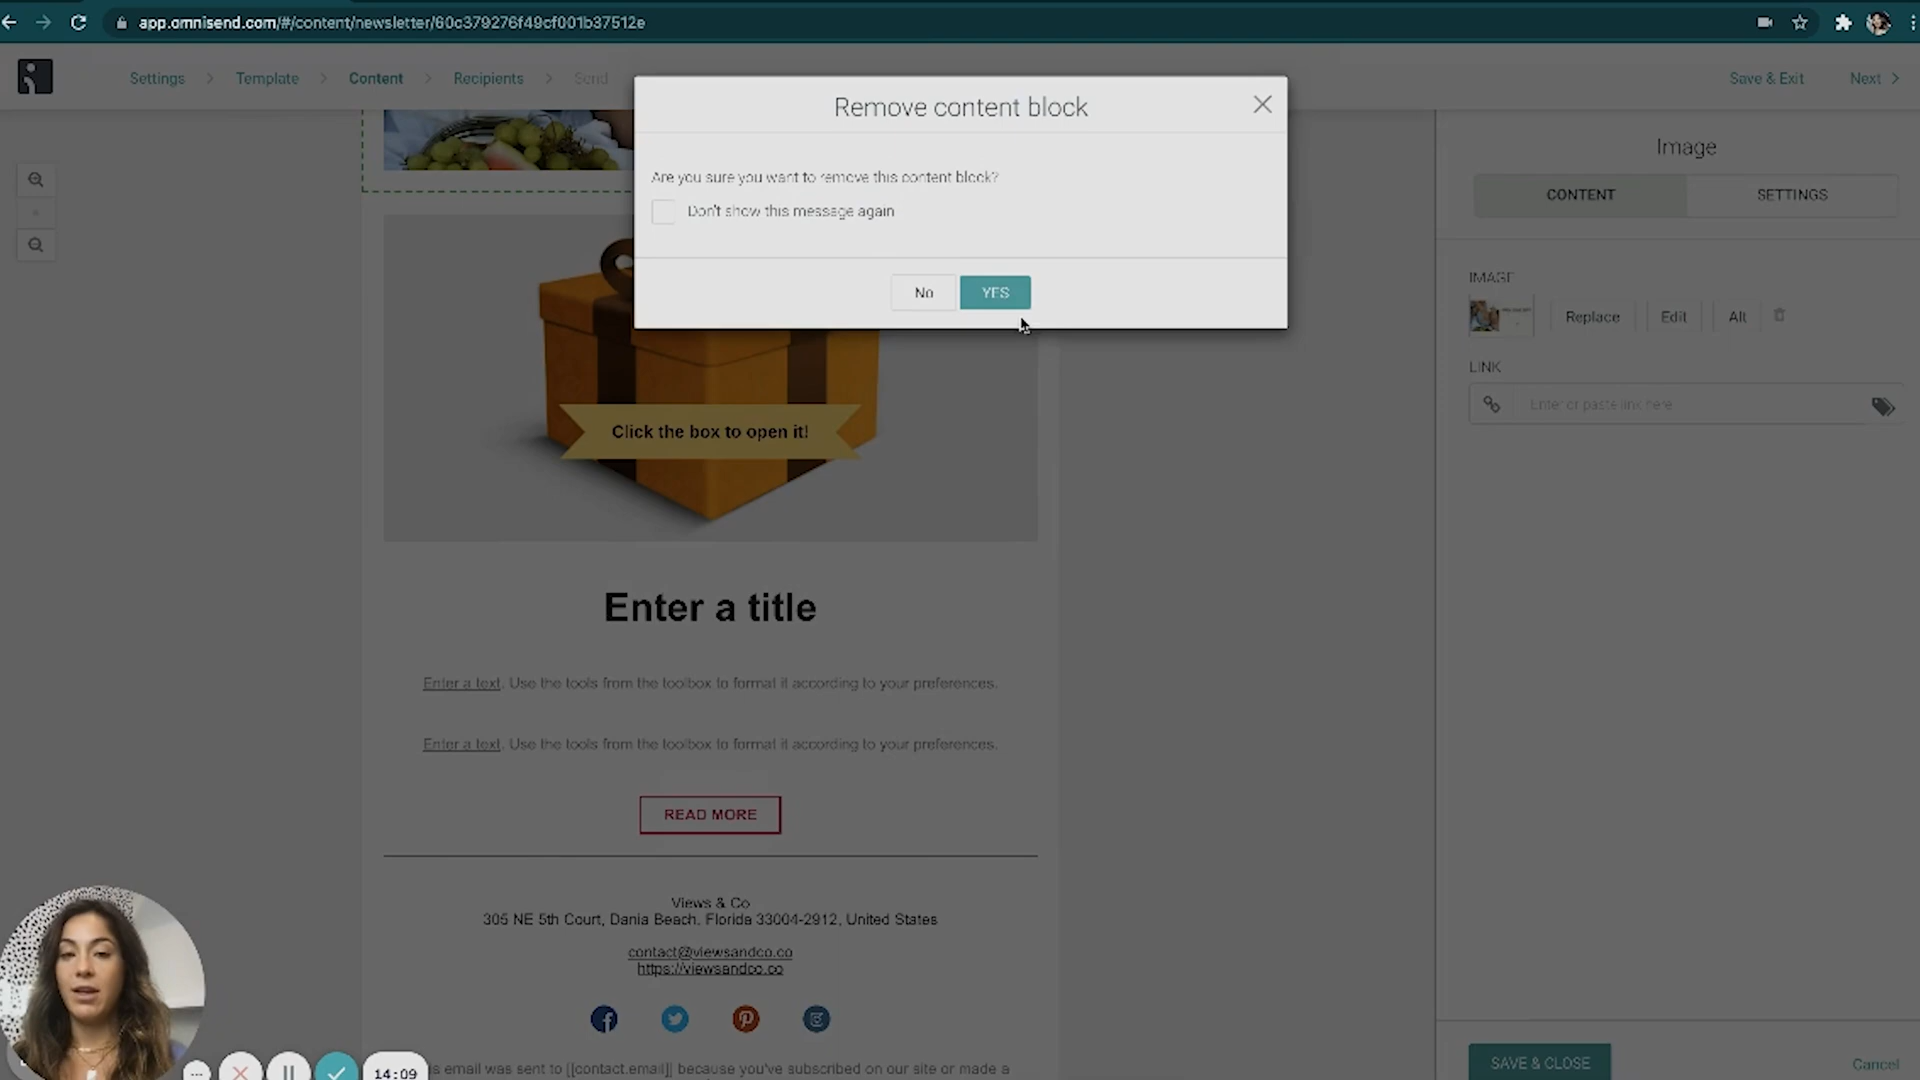 app.omnisend.com/#/content/newsletter/60c379276f49cf001b37512e
Settings > Template > Content > Recipients > Send
Save & Exit
Next >
Remove content block
Are you sure you want to remove this content block?
Don't show this message again
No
YES
Image
CONTENT
SETTINGS
IMAGE
Replace
Edit
Alt
LINK
Enter or paste link here
Click the box to open it!
Enter a title
Enter a text. Use the tools from the toolbox to format it according to your preferences.
Enter a text. Use the tools from the toolbox to format it according to your preferences.
READ MORE
Views & Co
305 NE 5th Court, Dania Beach, Florida 33004-2912, United States
contact@viewsandco.co
https://viewsandco.co
email was sent to [[contact.email]] because you've subscribed on our site or made a
14:09
SAVE & CLOSE
Cancel